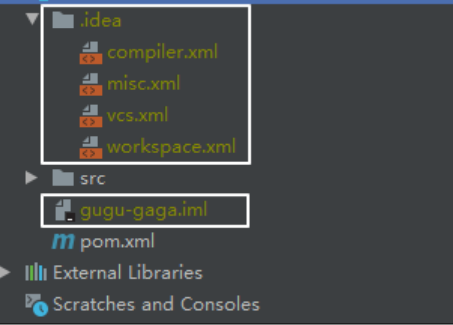 .idea
compiler.xml
misc.xml
vcs.xml
workspace.xml
src
gugu-gaga.iml
pom.xml
External Libraries
Scratches and Consoles